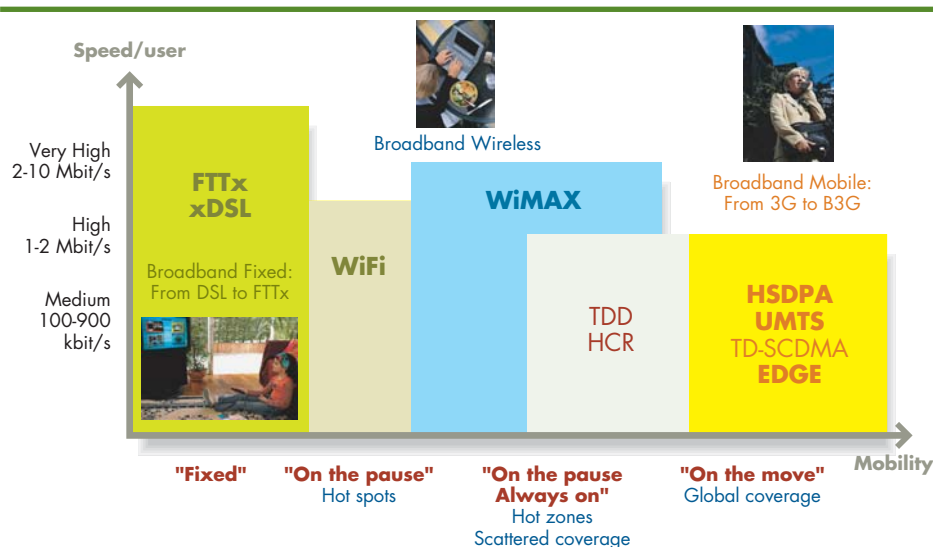 Speed/user
Very High
2-10 Mbit/s
High
1-2 Mbit/s
Medium
100-900
kbit/s
FTTx
xDSL
Broadband Fixed:
From DSL to FTTx
WiFi
Broadband Wireless
WiMAX
TDD
HCR
Broadband Mobile:
From 3G to B3G
HSDPA
UMTS
TD-SCDMA
EDGE
Mobility
"Fixed"
"On the pause"
Hot spots
"On the pause
Always on"
Hot zones
Scattered coverage
"On the move"
Global coverage